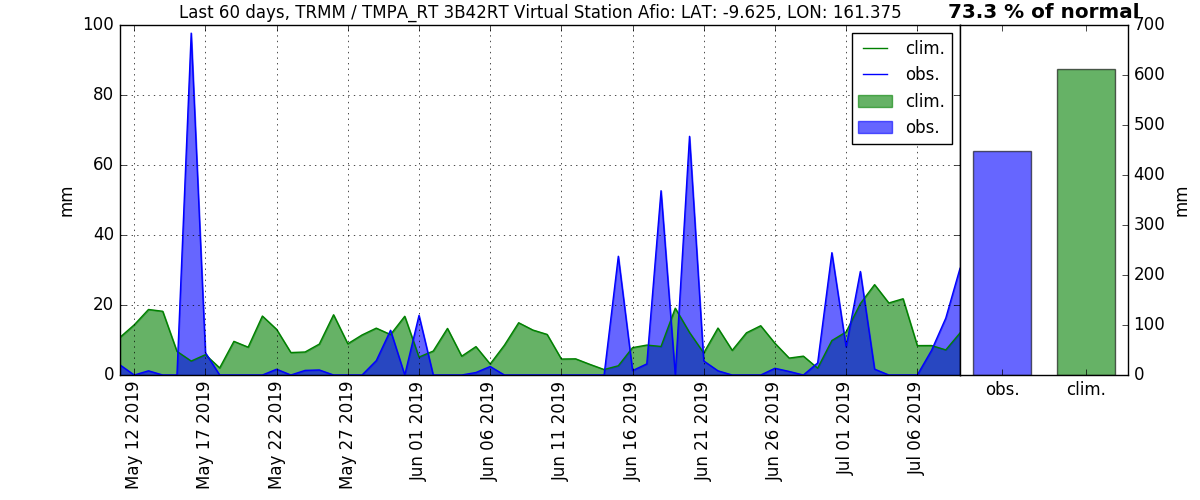 Last 60 days, TRMM / TMPA_RT 3B42RT Virtual Station Afio: LAT: -9.625, LON: 161.375
73.3 % of normal
100
80
60
40
20
0
mm
clim.
obs.
clim.
obs.
May 12 2019
May 17 2019
May 22 2019
May 27 2019
Jun 01 2019
Jun 06 2019
Jun 11 2019
Jun 16 2019
Jun 21 2019
Jun 26 2019
Jul 01 2019
Jul 06 2019
700
600
500
400
300
200
100
0
mm
obs.
clim.